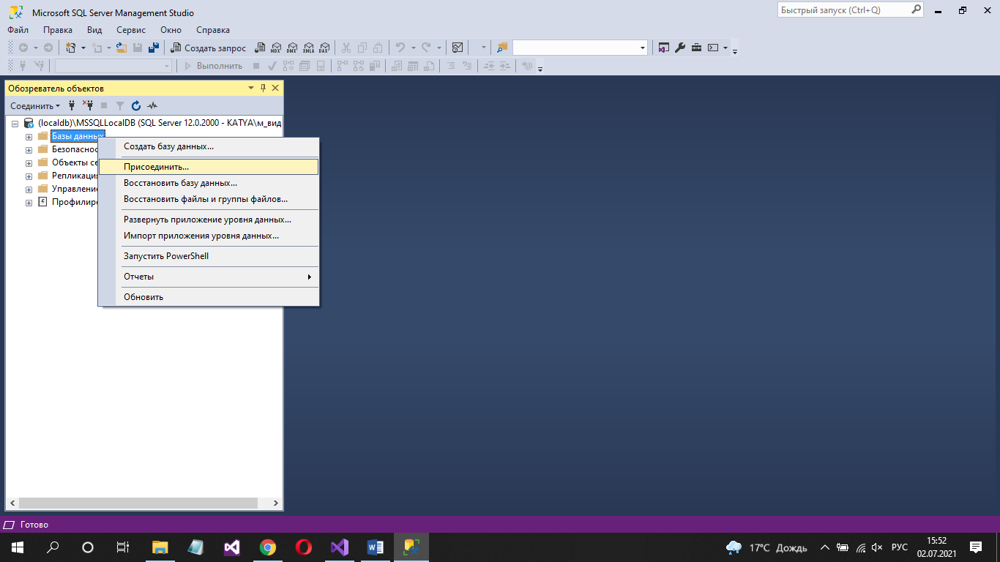 Microsoft SQL Server Management Studio
Быстрый запуск (Ctrl+Q)
Файл Правка Вид Сервис Окно Справка
Создать запрос MDX DMX XMLA DAX
Выполнить
Обозреватель объектов
Соединить
(localdb)\MSSQLLocalDB (SQL Server 12.0.2000 - KATYA\м_вид
Базы данных
Безопаснос
Объекты се
Репликация
Управление
Профилиро
Создать базу данных...
Присоединить...
Восстановить базу данных...
Восстановить файлы и группы файлов...
Развернуть приложение уровня данных...
Импорт приложения уровня данных...
Запустить PowerShell
Отчеты
Обновить
Готово
17°C Дождь
РУС
15:52
02.07.2021